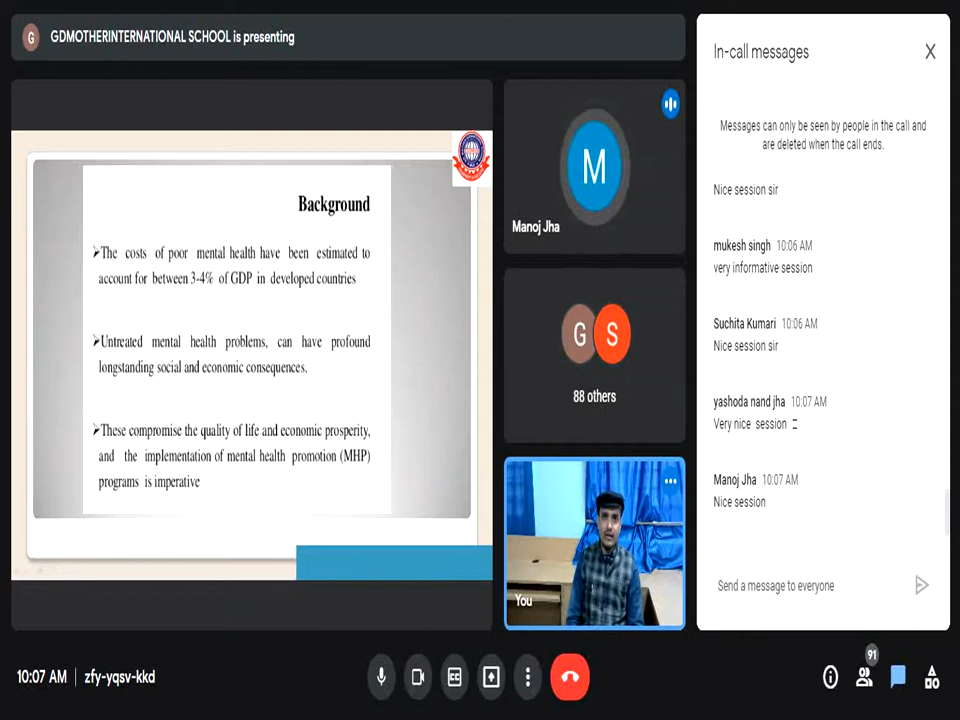 G
GDMOTHERINTERNATIONAL SCHOOL is presenting
Background
➢The costs of poor mental health have been estimated to
account for between 3-4% of GDP in developed countries
➢Untreated mental health problems, can have profound
longstanding social and economic consequences.
➢These compromise the quality of life and economic prosperity,
and the implementation of mental health promotion (MHP)
programs is imperative
M
Manoj Jha
G S
88 others
You
In-call messages
Messages can only be seen by people in the call and
are deleted when the call ends.
Nice session sir
mukesh singh 10:06 AM
very informative session
Suchita Kumari 10:06 AM
Nice session sir
yashoda nand jha 10:07 AM
Very nice session
Manoj Jha 10:07 AM
Nice session
Send a message to everyone
10:07 AM | zfy-yqsv-kkd
CC
91